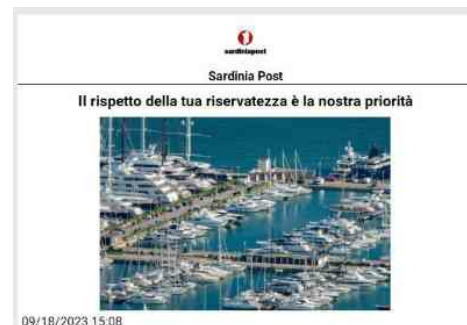 sardiniapost
Sardinia Post
Il rispetto della tua riservatezza è la nostra priorità
09/18/2023 15:08